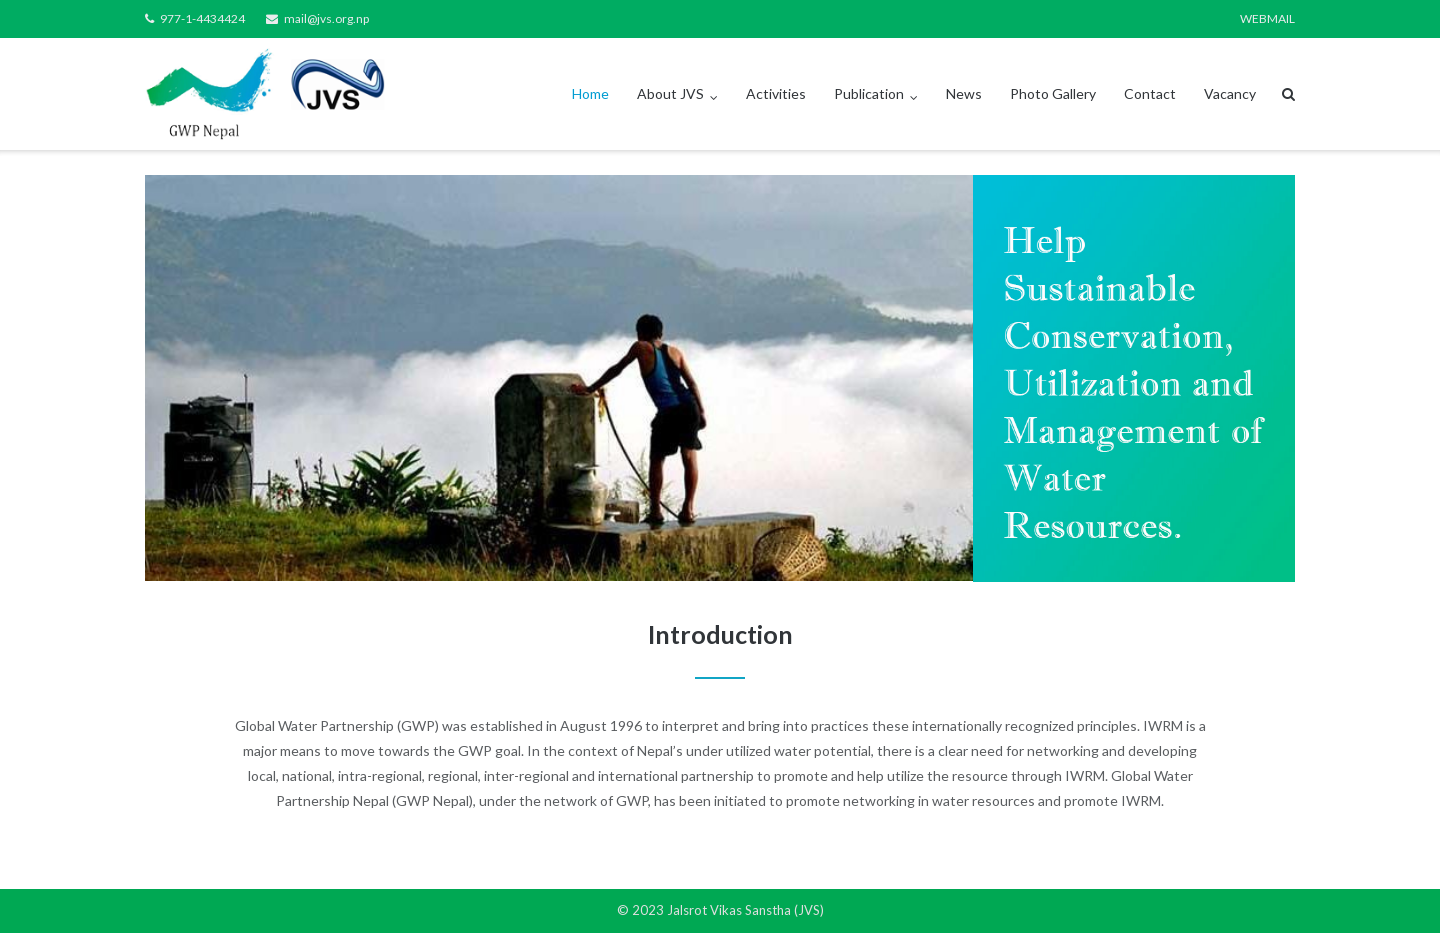 977-1-4434424 mail@jvs.org.np WEBMAIL
GWP Nepal
JVS
Home About JVS Activities Publication News Photo Gallery Contact Vacancy
Help
Sustainable
Conservation,
Utilization and
Management of
Water
Resources.
Introduction
Global Water Partnership (GWP) was established in August 1996 to interpret and bring into practices these internationally recognized principles. IWRM is a
major means to move towards the GWP goal. In the context of Nepal’s under utilized water potential, there is a clear need for networking and developing
local, national, intra-regional, regional, inter-regional and international partnership to promote and help utilize the resource through IWRM. Global Water
Partnership Nepal (GWP Nepal), under the network of GWP, has been initiated to promote networking in water resources and promote IWRM.
© 2023 Jalsrot Vikas Sanstha (JVS)